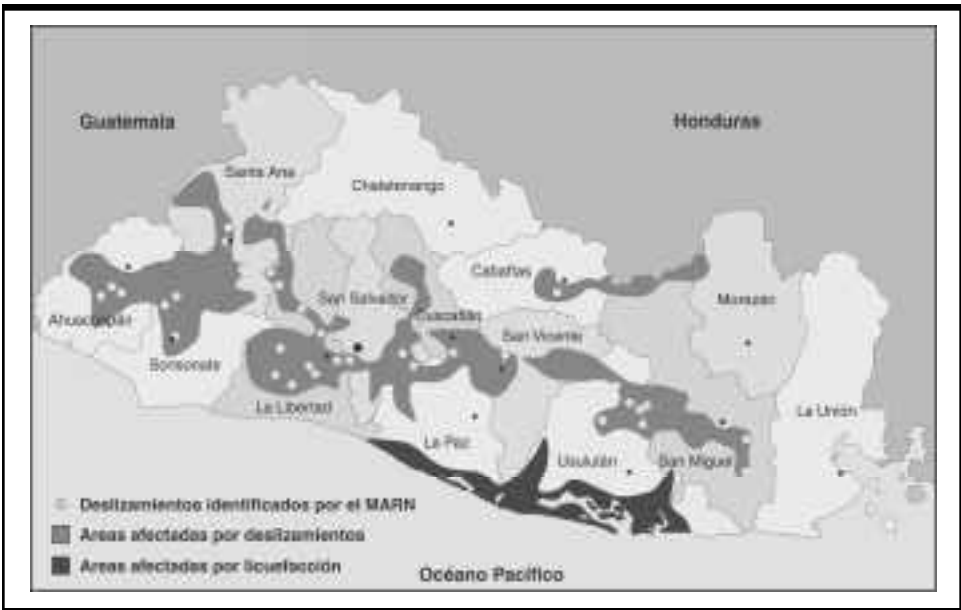 Guatemala
Honduras
Santa Ana
Chalatenango
Cabañas
Morazán
San Salvador
Cuscatlán
Ahuachapán
San Vicente
Sonsonate
La Libertad
La Unión
La Paz
Usulután
San Miguel
Deslizamientos identificados por el MARN
Areas afectadas por deslizamientos
Areas afectadas por licuefacción
Océano Pacífico